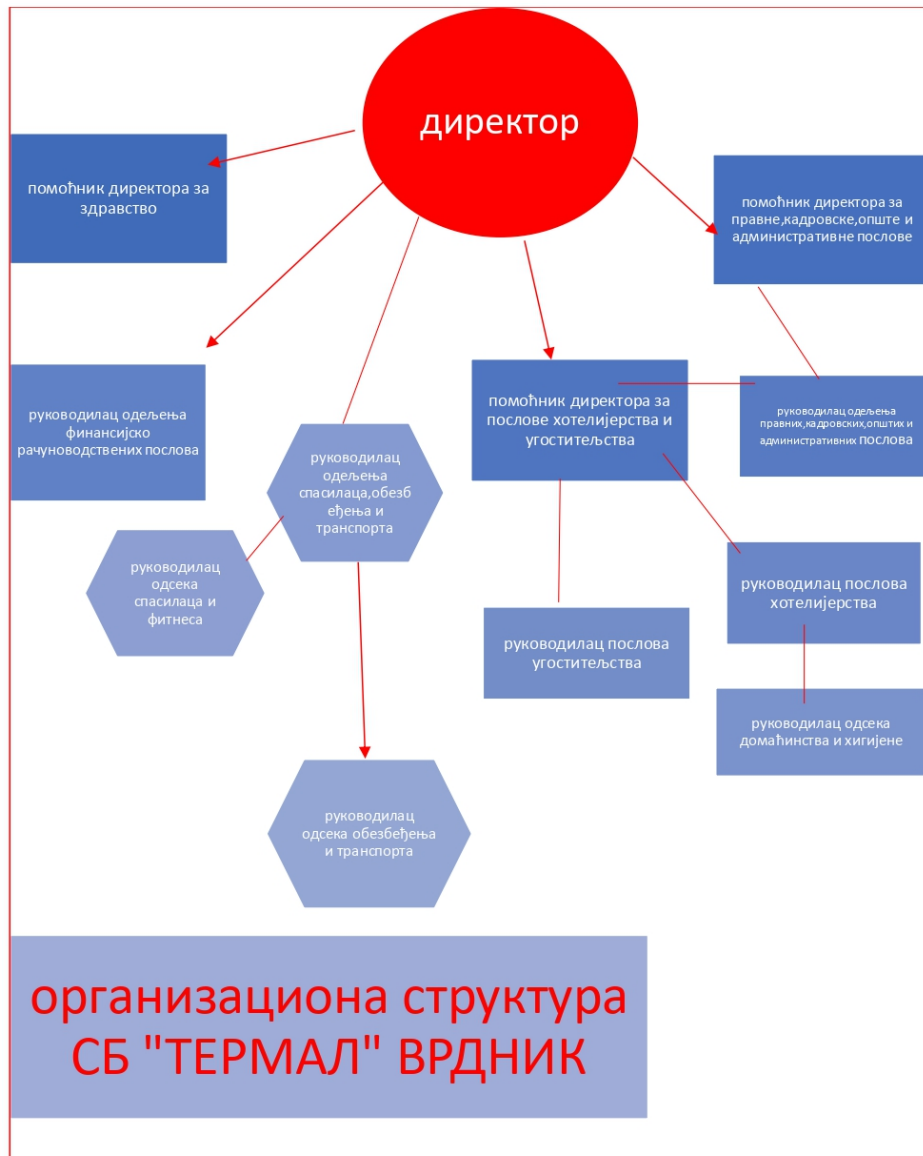 директор
помоћник директора за
здравство
помоћник директора за
правне,кадровске,опште и
административне послове
руководилац одељења
финансијско
рачуноводствених послова
руководилац
одељења
спасилаца,обезб
еђења и
транспорта
помоћник директора за
послове хотелијерства и
угоститељства
руководилац одељења
правних,кадровских,општих и
административних послова
руководилац
одсека
спасилаца и
фитнеса
руководилац послова
угоститељства
руководилац послова
хотелијерства
руководилац одсека
домаћинства и хигијене
руководилац
одсека обезбеђења
и транспорта
организациона структура
СБ "ТЕРМАЛ" ВРДНИК